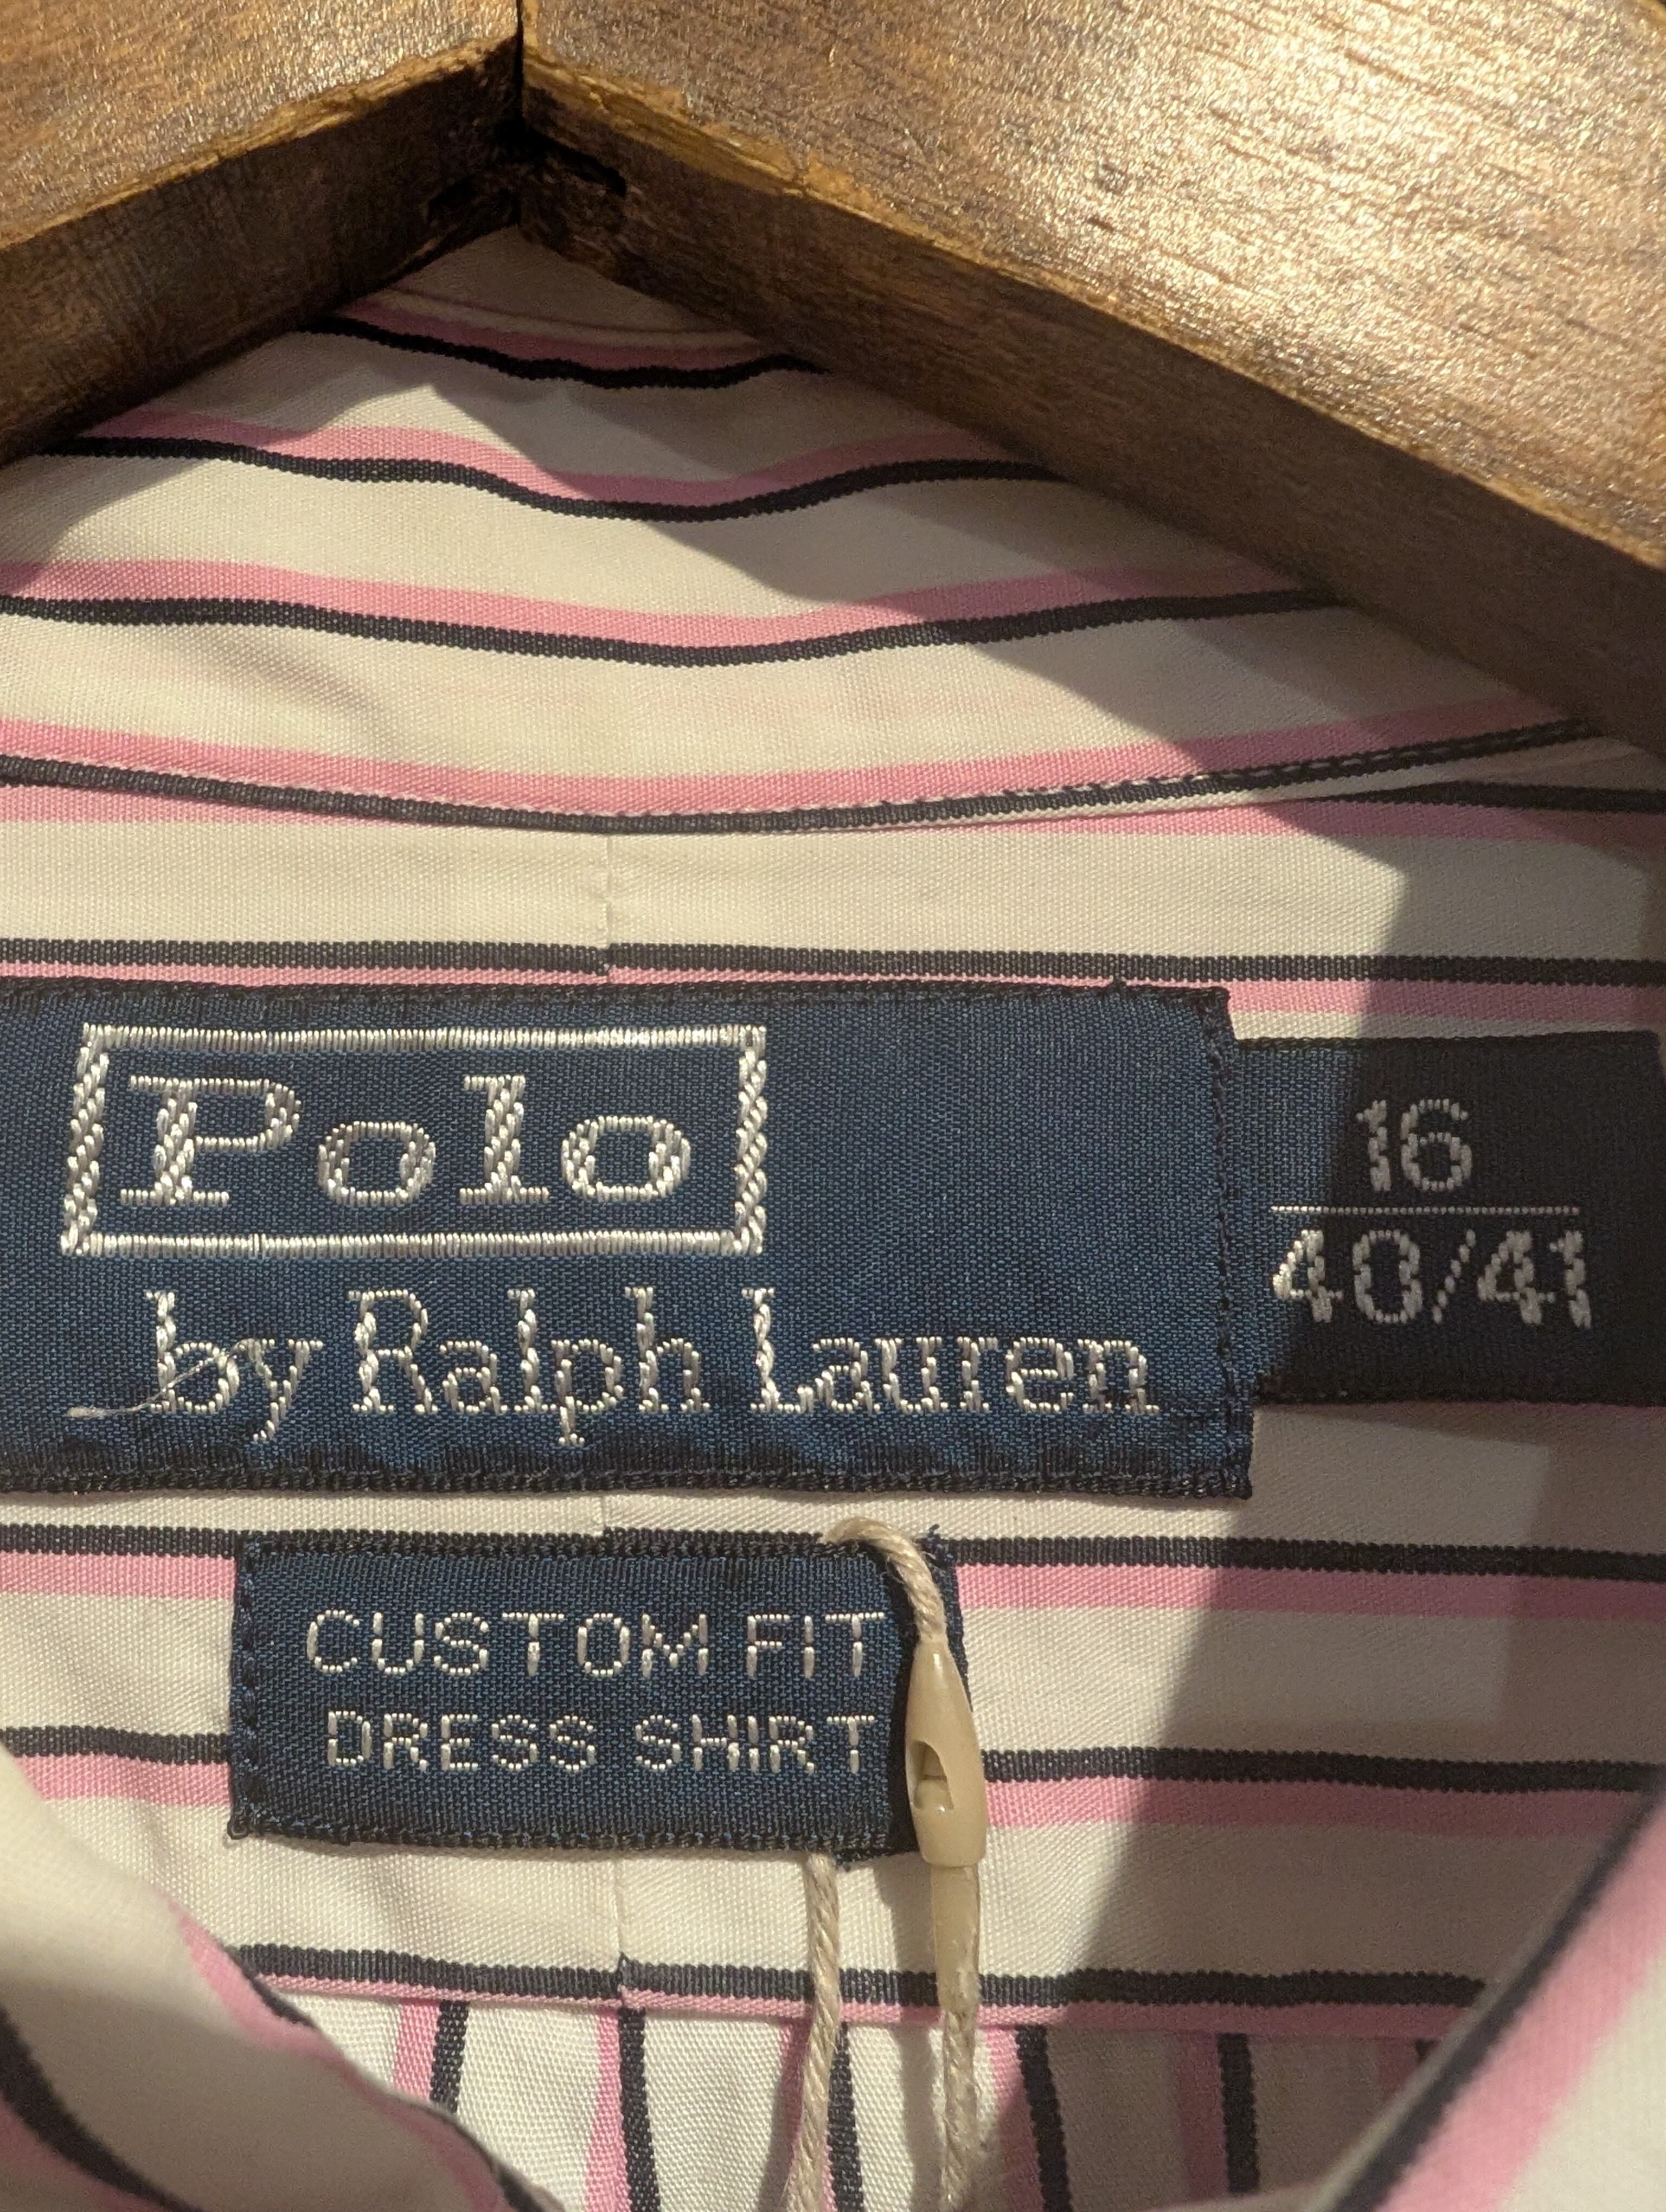 Polo
by Ralph Lauren
16
40/41
CUSTOM FIT
DRESS SHIRT